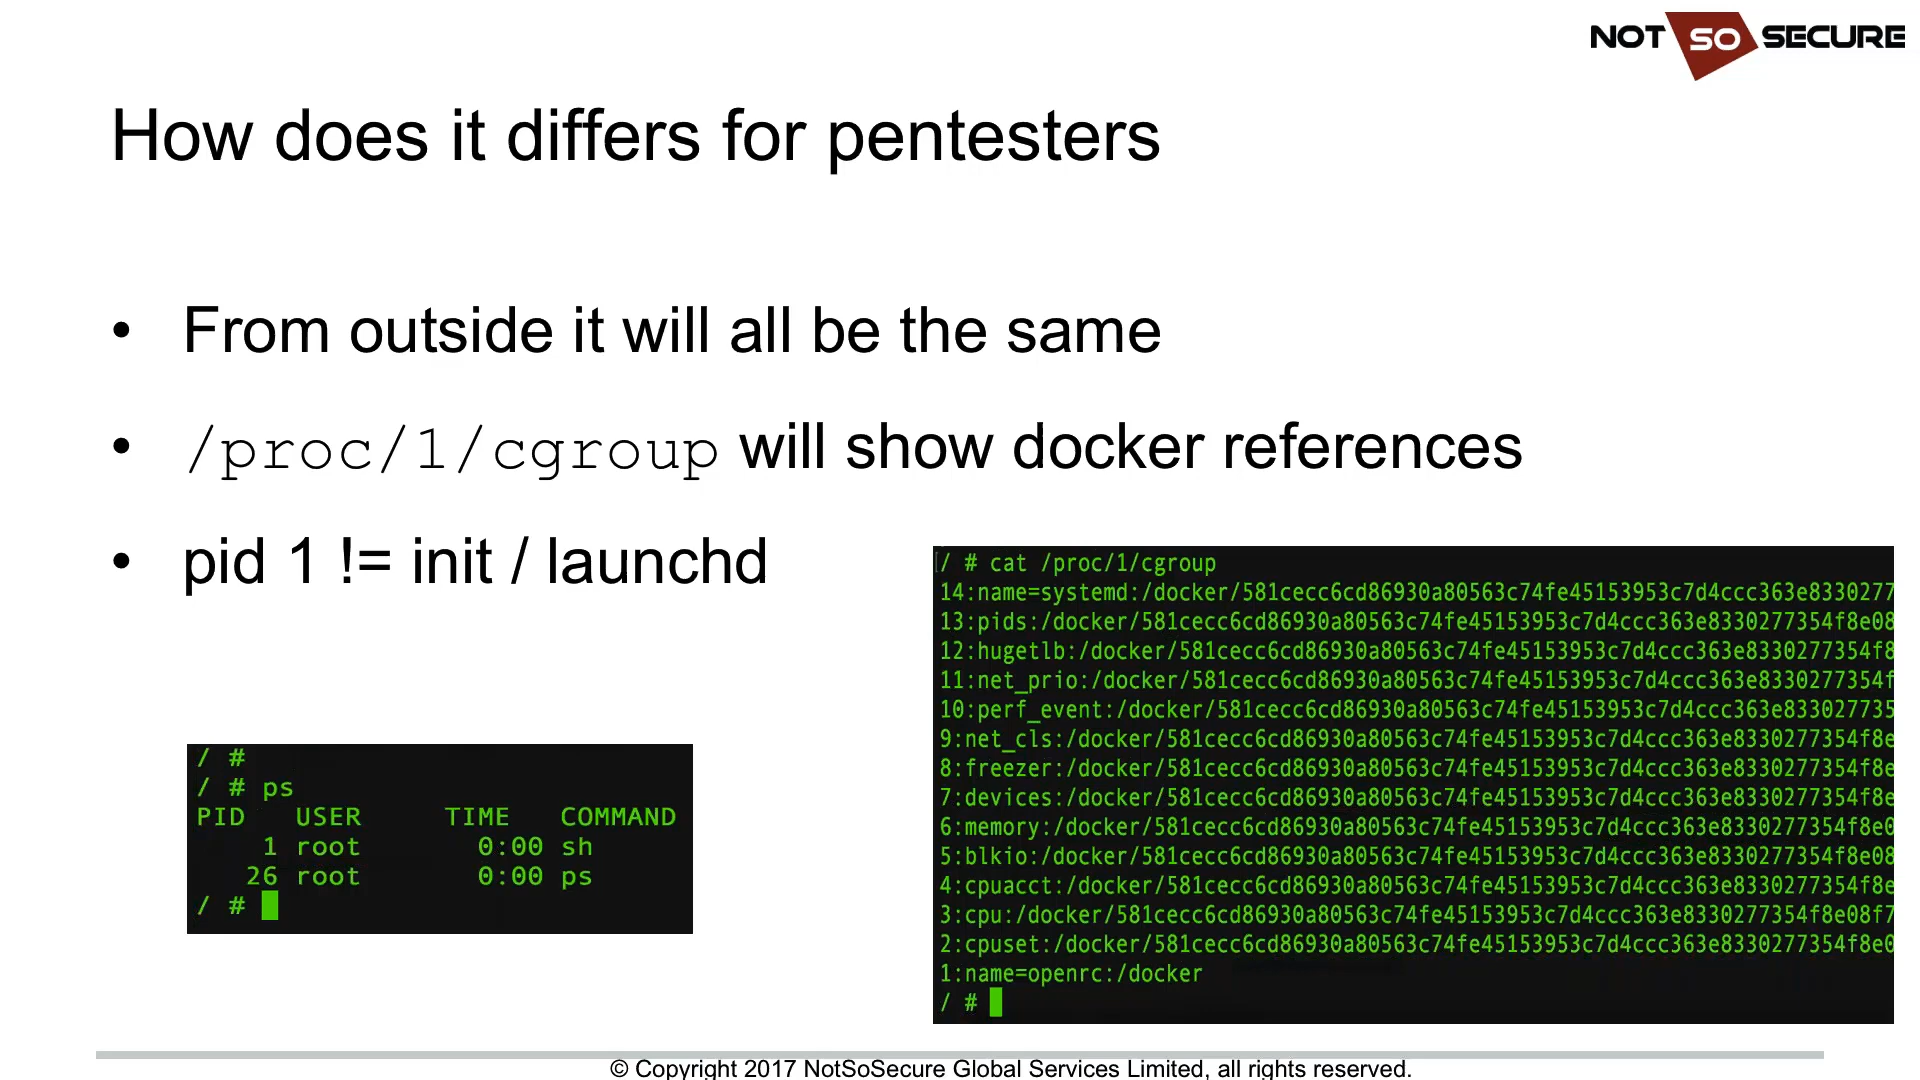 NOT SO SECURE
How does it differs for pentesters
• From outside it will all be the same
• /proc/1/cgroup will show docker references
• pid 1 != init / launchd
/ #
/ # ps
PID   USER     TIME   COMMAND
    1 root       0:00 sh
   26 root       0:00 ps
/ #
/ # cat /proc/1/cgroup
14:name=systemd:/docker/581cecc6cd86930a80563c74fe45153953c7d4ccc363e8330277
13:pids:/docker/581cecc6cd86930a80563c74fe45153953c7d4ccc363e8330277354f8e08
12:hugetlb:/docker/581cecc6cd86930a80563c74fe45153953c7d4ccc363e8330277354f8
11:net_prio:/docker/581cecc6cd86930a80563c74fe45153953c7d4ccc363e8330277354f
10:perf_event:/docker/581cecc6cd86930a80563c74fe45153953c7d4ccc363e833027735
9:net_cls:/docker/581cecc6cd86930a80563c74fe45153953c7d4ccc363e8330277354f8e
8:freezer:/docker/581cecc6cd86930a80563c74fe45153953c7d4ccc363e8330277354f8e
7:devices:/docker/581cecc6cd86930a80563c74fe45153953c7d4ccc363e8330277354f8e
6:memory:/docker/581cecc6cd86930a80563c74fe45153953c7d4ccc363e8330277354f8e0
5:blkio:/docker/581cecc6cd86930a80563c74fe45153953c7d4ccc363e8330277354f8e08
4:cpuacct:/docker/581cecc6cd86930a80563c74fe45153953c7d4ccc363e8330277354f8e
3:cpu:/docker/581cecc6cd86930a80563c74fe45153953c7d4ccc363e8330277354f8e08f7
2:cpuset:/docker/581cecc6cd86930a80563c74fe45153953c7d4ccc363e8330277354f8e0
1:name=openrc:/docker
/ #
© Copyright 2017 NotSoSecure Global Services Limited, all rights reserved.